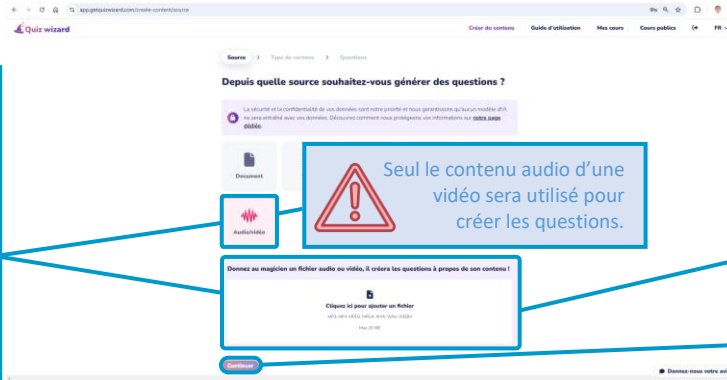 app.getquizwizard.com/create-content/source
Quiz wizard
Créer du contenu Guide d'utilisation Mes cours Cours publics FR
Source > Type de contenu > Questions
Depuis quelle source souhaitez-vous générer des questions ?
La sécurité et la confidentialité de vos données sont notre priorité et nous garantissons qu'aucun modèle d'IA
ne sera entraîné avec vos données. Découvrez comment nous protégeons vos informations sur notre page
dédiée.
Document
Seul le contenu audio d'une
vidéo sera utilisé pour
créer les questions.
Audio/vidéo
Donnez au magicien un fichier audio ou vidéo, il créera les questions à propos de son contenu !
Cliquez ici pour ajouter un fichier
Max 20 MB
Continuer
Donnez-nous votre